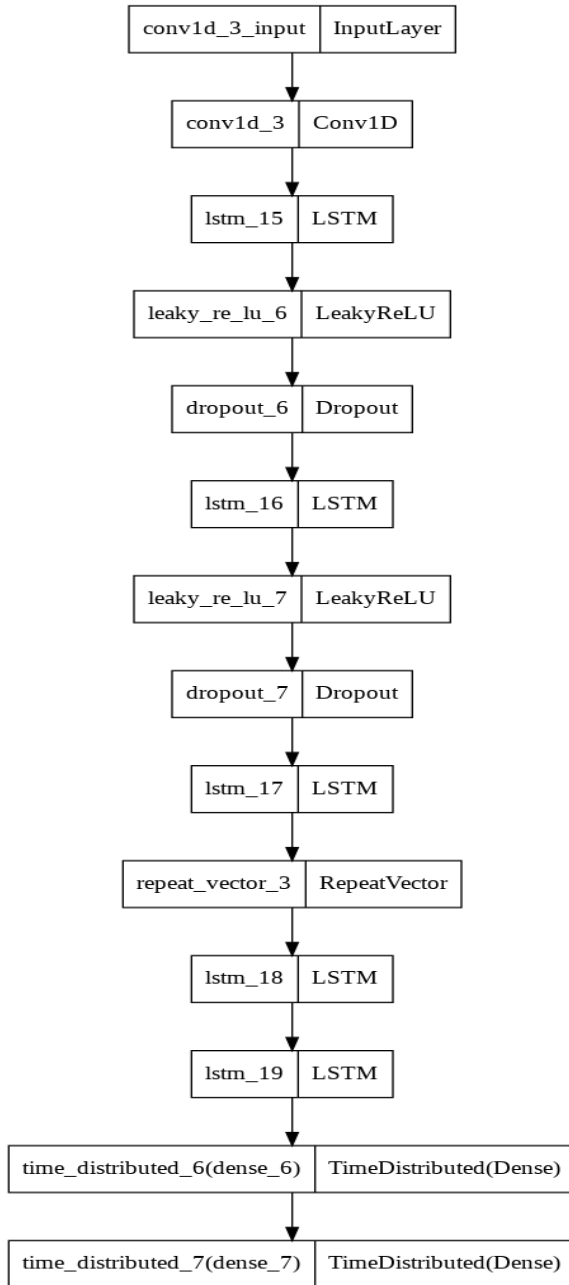 conv1d_3_input InputLayer
conv1d_3 Conv1D
lstm_15 LSTM
leaky_re_lu_6 LeakyReLU
dropout_6 Dropout
lstm_16 LSTM
leaky_re_lu_7 LeakyReLU
dropout_7 Dropout
lstm_17 LSTM
repeat_vector_3 RepeatVector
lstm_18 LSTM
lstm_19 LSTM
time_distributed_6(dense_6) TimeDistributed(Dense)
time_distributed_7(dense_7) TimeDistributed(Dense)